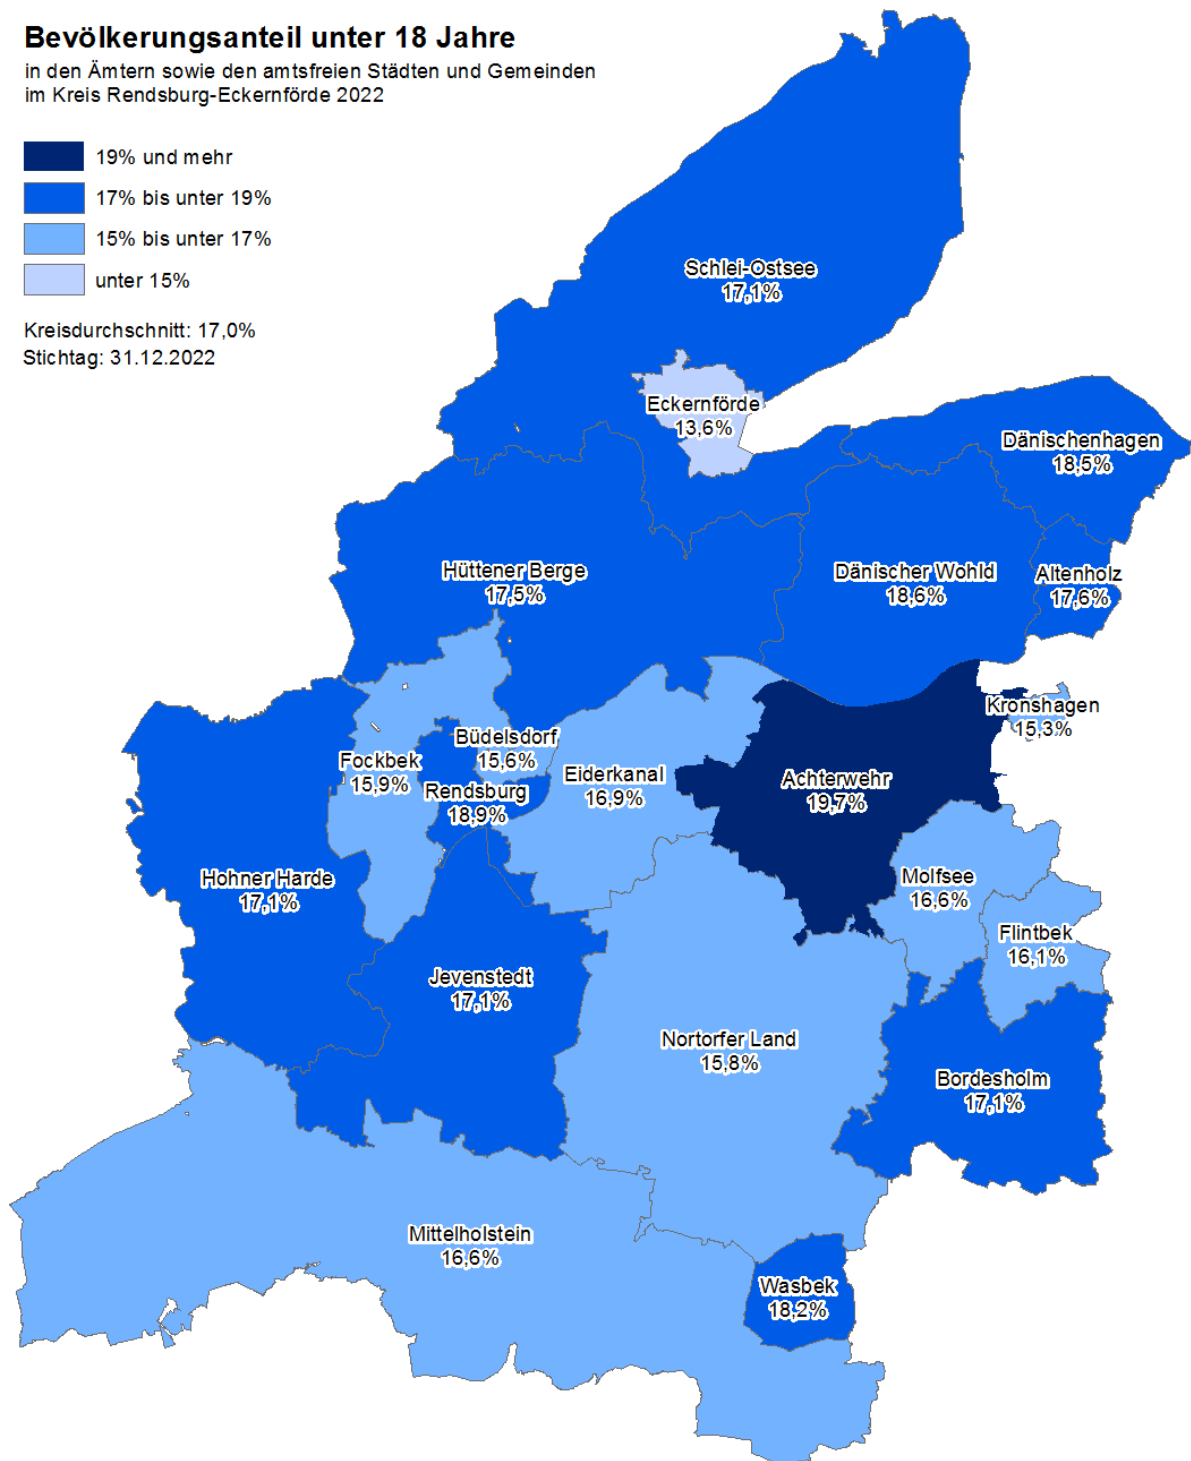 Bevölkerungsanteil unter 18 Jahre
in den Ämtern sowie den amtsfreien Städten und Gemeinden
im Kreis Rendsburg-Eckernförde 2022
19% und mehr
17% bis unter 19%
15% bis unter 17%
unter 15%
Kreisdurchschnitt: 17,0%
Stichtag: 31.12.2022
Schlei-Ostsee
17,1%
Eckernförde
13,6%
Dänischenhagen
18,5%
Hüttener Berge
17,5%
Dänischer Wohld
18,6%
Altenholz
17,6%
Kronshagen
15,3%
Büdelsdorf
15,6%
Fockbek
15,9%
Eiderkanal
16,9%
Achterwehr
19,7%
Rendsburg
18,9%
Hohner Harde
17,1%
Molfsee
16,6%
Flintbek
16,1%
Jevenstedt
17,1%
Nortorfer Land
15,8%
Bordesholm
17,1%
Mittelholstein
16,6%
Wasbek
18,2%